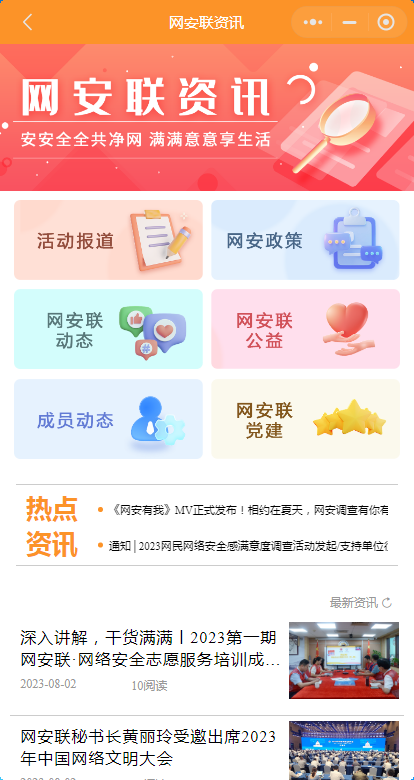 网安联资讯
网安联资讯
安安全全共净网 满满意意享生活
活动报道
网安政策
网安联
动态
网安联
公益
成员动态
网安联
党建
热点
资讯
《网安有我》MV正式发布！相约在夏天，网安调查有你有
通知 | 2023网民网络安全感满意度调查活动发起/支持单位
最新资讯
深入讲解，干货满满丨2023第一期
网安联·网络安全志愿服务培训成...
2023-08-02 10阅读
网安联秘书长黄丽玲受邀出席2023
年中国网络文明大会